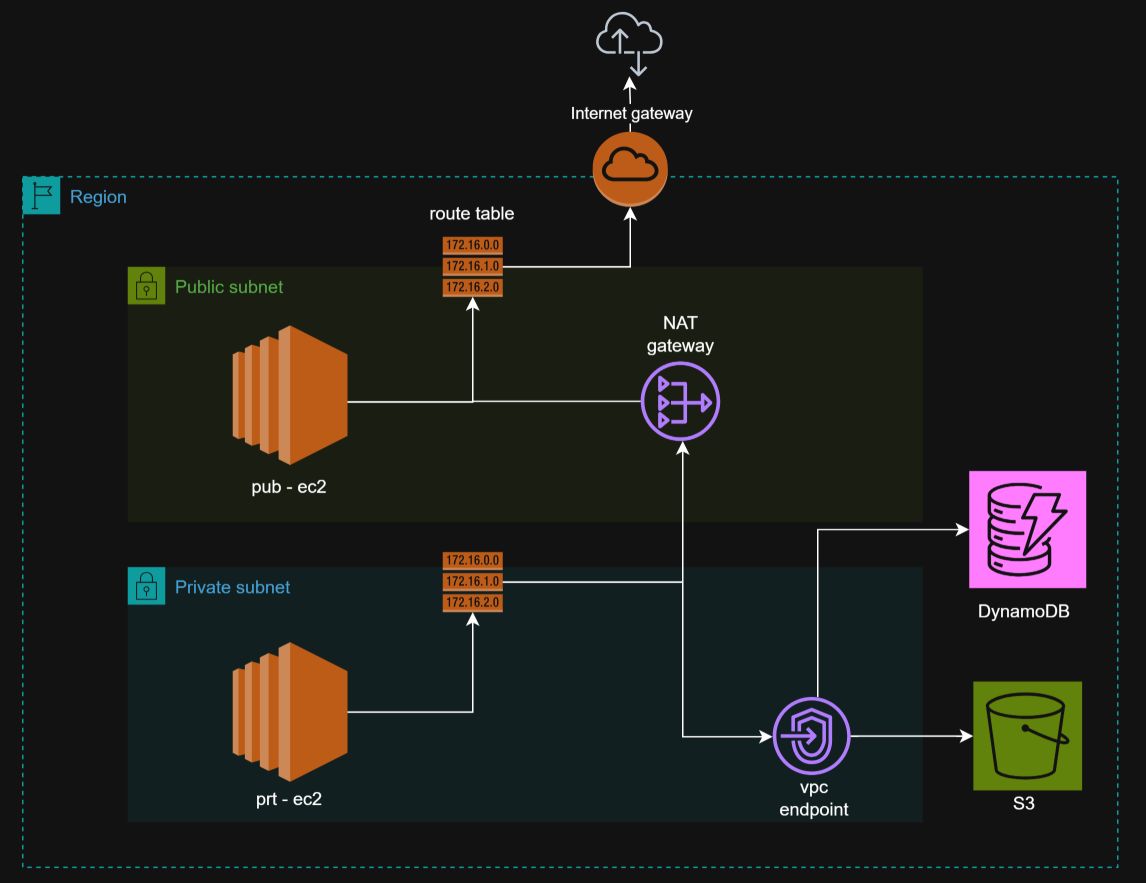 Internet gateway
Region
route table
172.16.0.0
172.16.1.0
172.16.2.0
Public subnet
NAT
gateway
pub - ec2
172.16.0.0
172.16.1.0
172.16.2.0
Private subnet
DynamoDB
prt - ec2
vpc
endpoint
S3